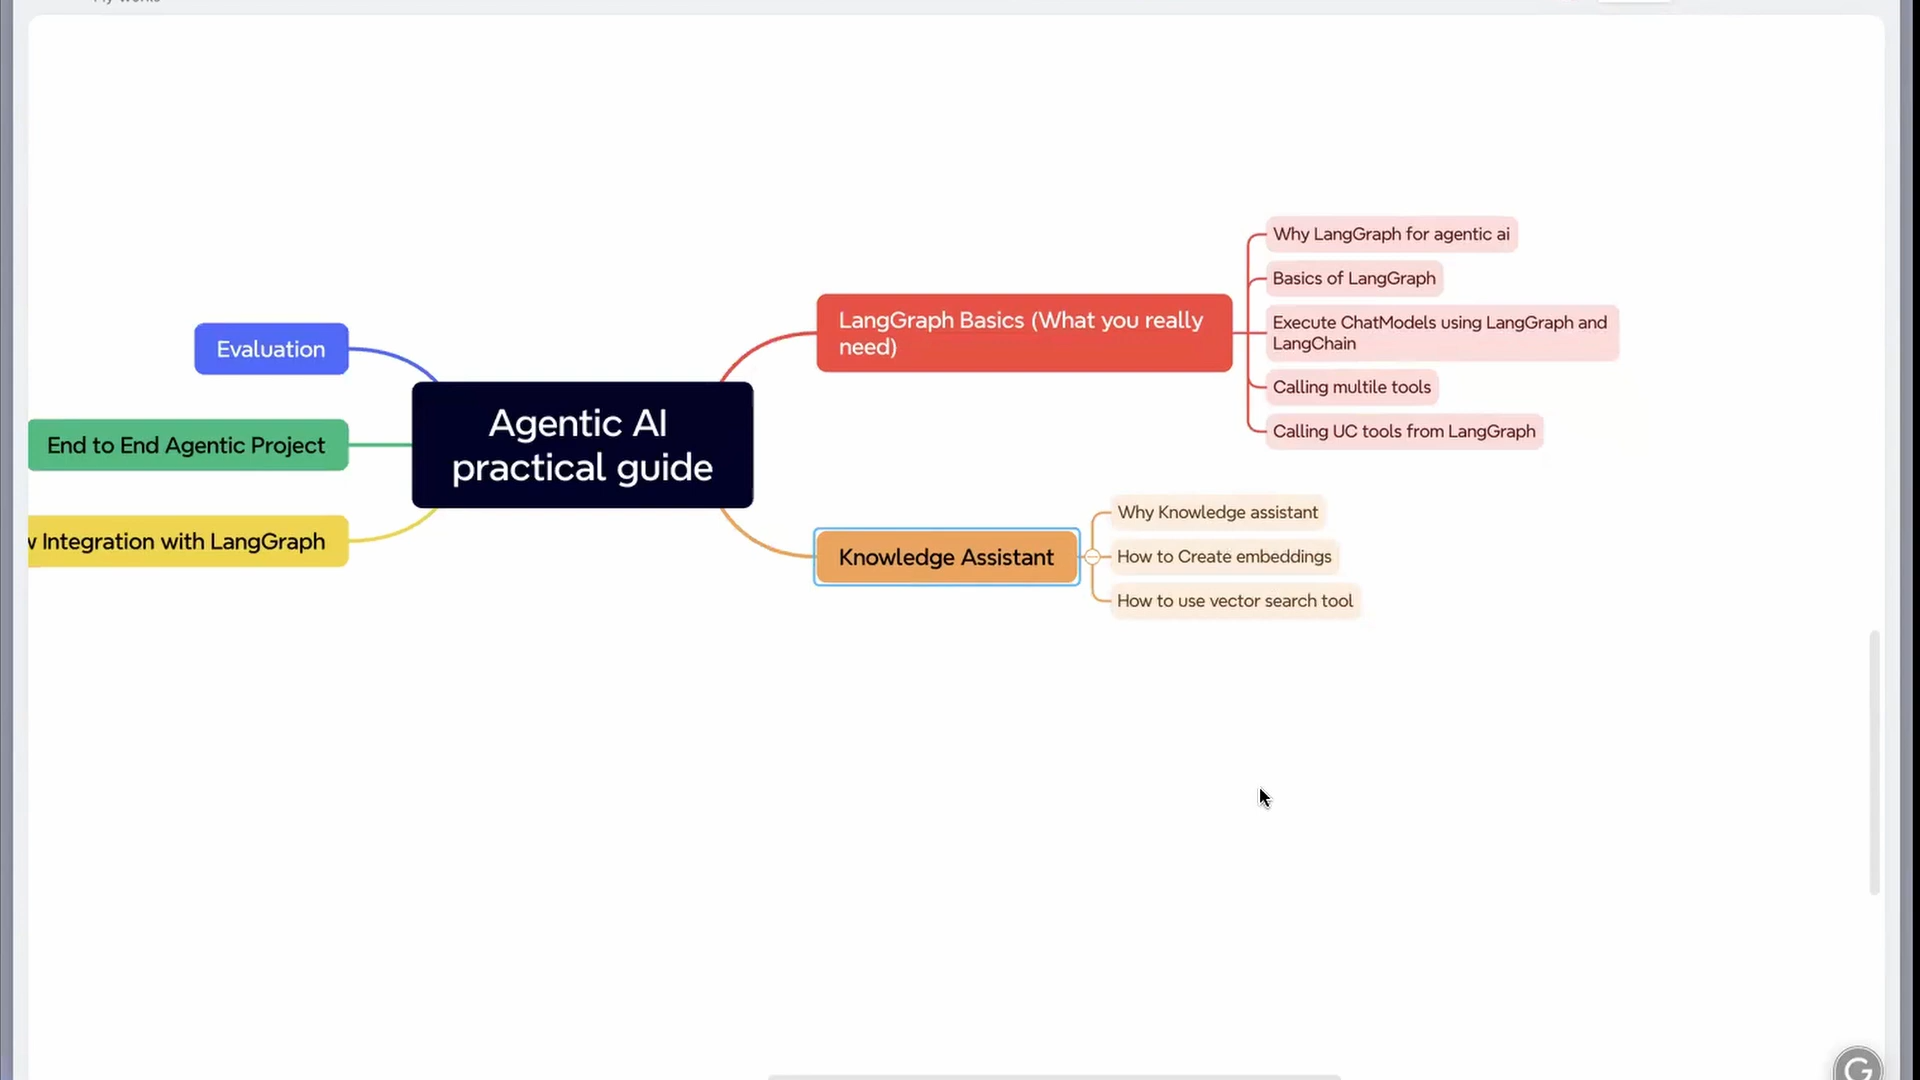 Agentic AI
practical guide
LangGraph Basics (What you really
need)
Why LangGraph for agentic ai
Basics of LangGraph
Execute ChatModels using LangGraph and
LangChain
Calling multile tools
Calling UC tools from LangGraph
Knowledge Assistant
Why Knowledge assistant
How to Create embeddings
How to use vector search tool
Evaluation
End to End Agentic Project
Integration with LangGraph